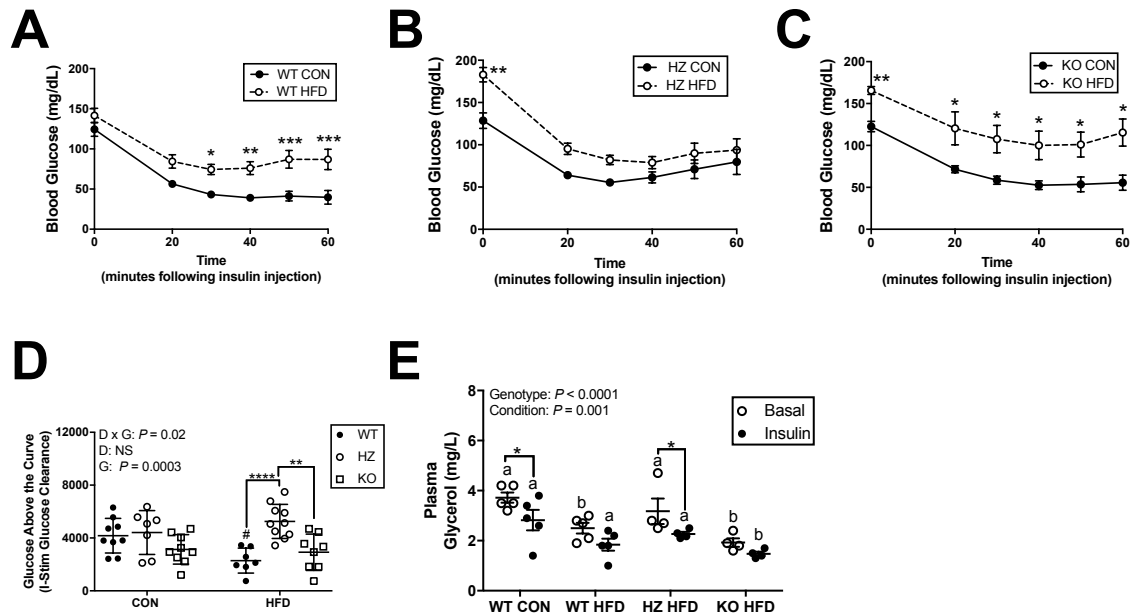 A
Blood Glucose (mg/dL)
200
150
100
50
0
WT CON
WT HFD
*
**
***
***
0
20
40
60
Time
(minutes following insulin injection)
B
Blood Glucose (mg/dL)
200
150
100
50
0
HZ CON
HZ HFD
**
0
20
40
60
Time
(minutes following insulin injection)
C
Blood Glucose (mg/dL)
200
150
100
50
0
KO CON
KO HFD
**
*
*
*
*
*
0
10
20
30
40
50
60
Time
(minutes following insulin injection)
D
Glucose Above the Curve
(I-Stim Glucose Clearance)
12000
8000
4000
0
D x G: P = 0.02
D: NS
G: P = 0.0003
WT
HZ
KO
****
**
#
CON
HFD
E
Plasma
Glycerol (mg/L)
8
6
4
2
0
Genotype: P < 0.0001
Condition: P = 0.001
Basal
Insulin
*
a
a
b
a
*
a
a
b
b
WT CON
WT HFD
HZ HFD
KO HFD